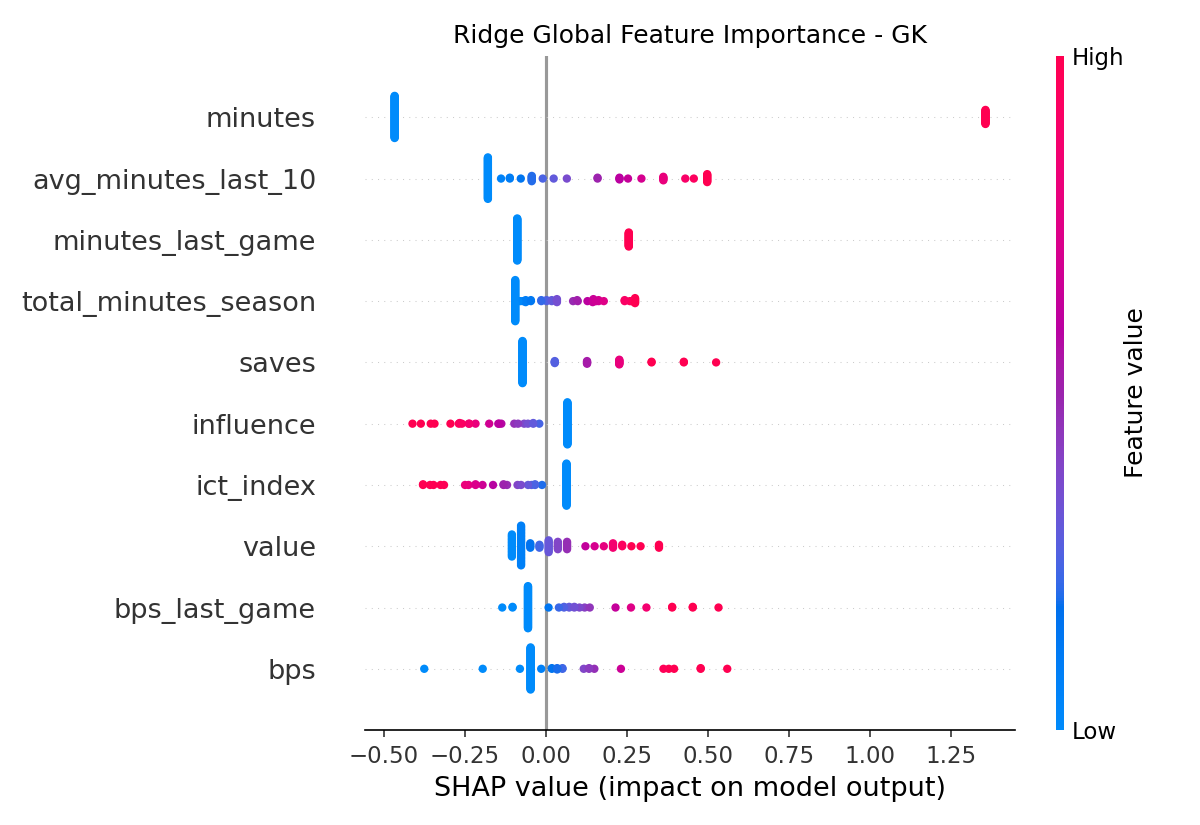 Ridge Global Feature Importance - GK
High
minutes
avg_minutes_last_10
minutes_last_game
total_minutes_season
saves
influence
ict_index
value
bps_last_game
bps
Feature value
Low
−0.50 −0.25 0.00 0.25 0.50 0.75 1.00 1.25
SHAP value (impact on model output)